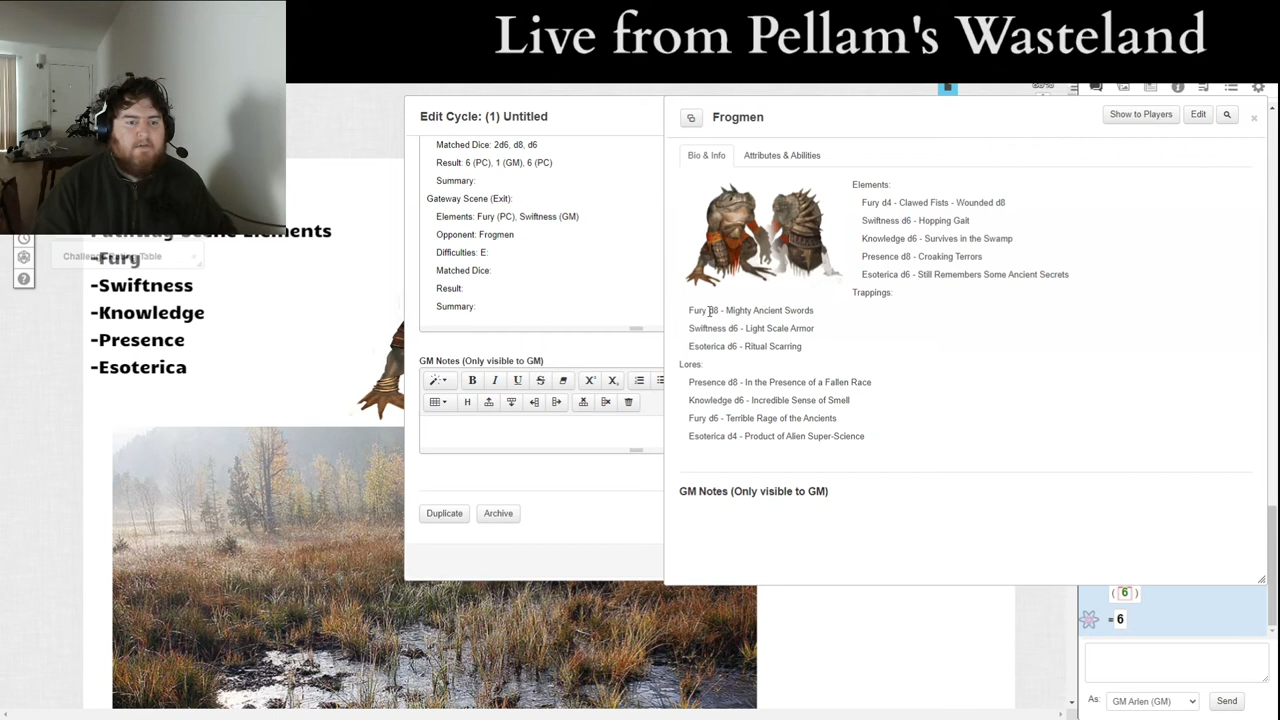 Live from Pellam's Wasteland
Edit Cycle: (1) Untitled
Matched Dice: 2d6, d8, d6
Result: 6 (PC), 1 (GM), 6 (PC)
Summary:
Gateway Scene (Exit):
Elements: Fury (PC), Swiftness (GM)
Opponent: Frogmen
Difficulties: E:
Matched Dice:
Result:
Summary:
GM Notes (Only visible to GM)
Duplicate
Archive
Frogmen
Show to Players
Edit
Bio & Info
Attributes & Abilities
Elements:
Fury d4 - Clawed Fists - Wounded d8
Swiftness d6 - Hopping Gait
Knowledge d6 - Survives in the Swamp
Presence d8 - Croaking Terrors
Esoterica d6 - Still Remembers Some Ancient Secrets
Trappings:
Fury d8 - Mighty Ancient Swords
Swiftness d6 - Light Scale Armor
Esoterica d6 - Ritual Scarring
Lores:
Presence d8 - In the Presence of a Fallen Race
Knowledge d6 - Incredible Sense of Smell
Fury d6 - Terrible Rage of the Ancients
Esoterica d4 - Product of Alien Super-Science
GM Notes (Only visible to GM)
Pathway Scene Elements
-Fury
-Swiftness
-Knowledge
-Presence
-Esoterica
(6)
= 6
As:
GM Arlen (GM)
Send